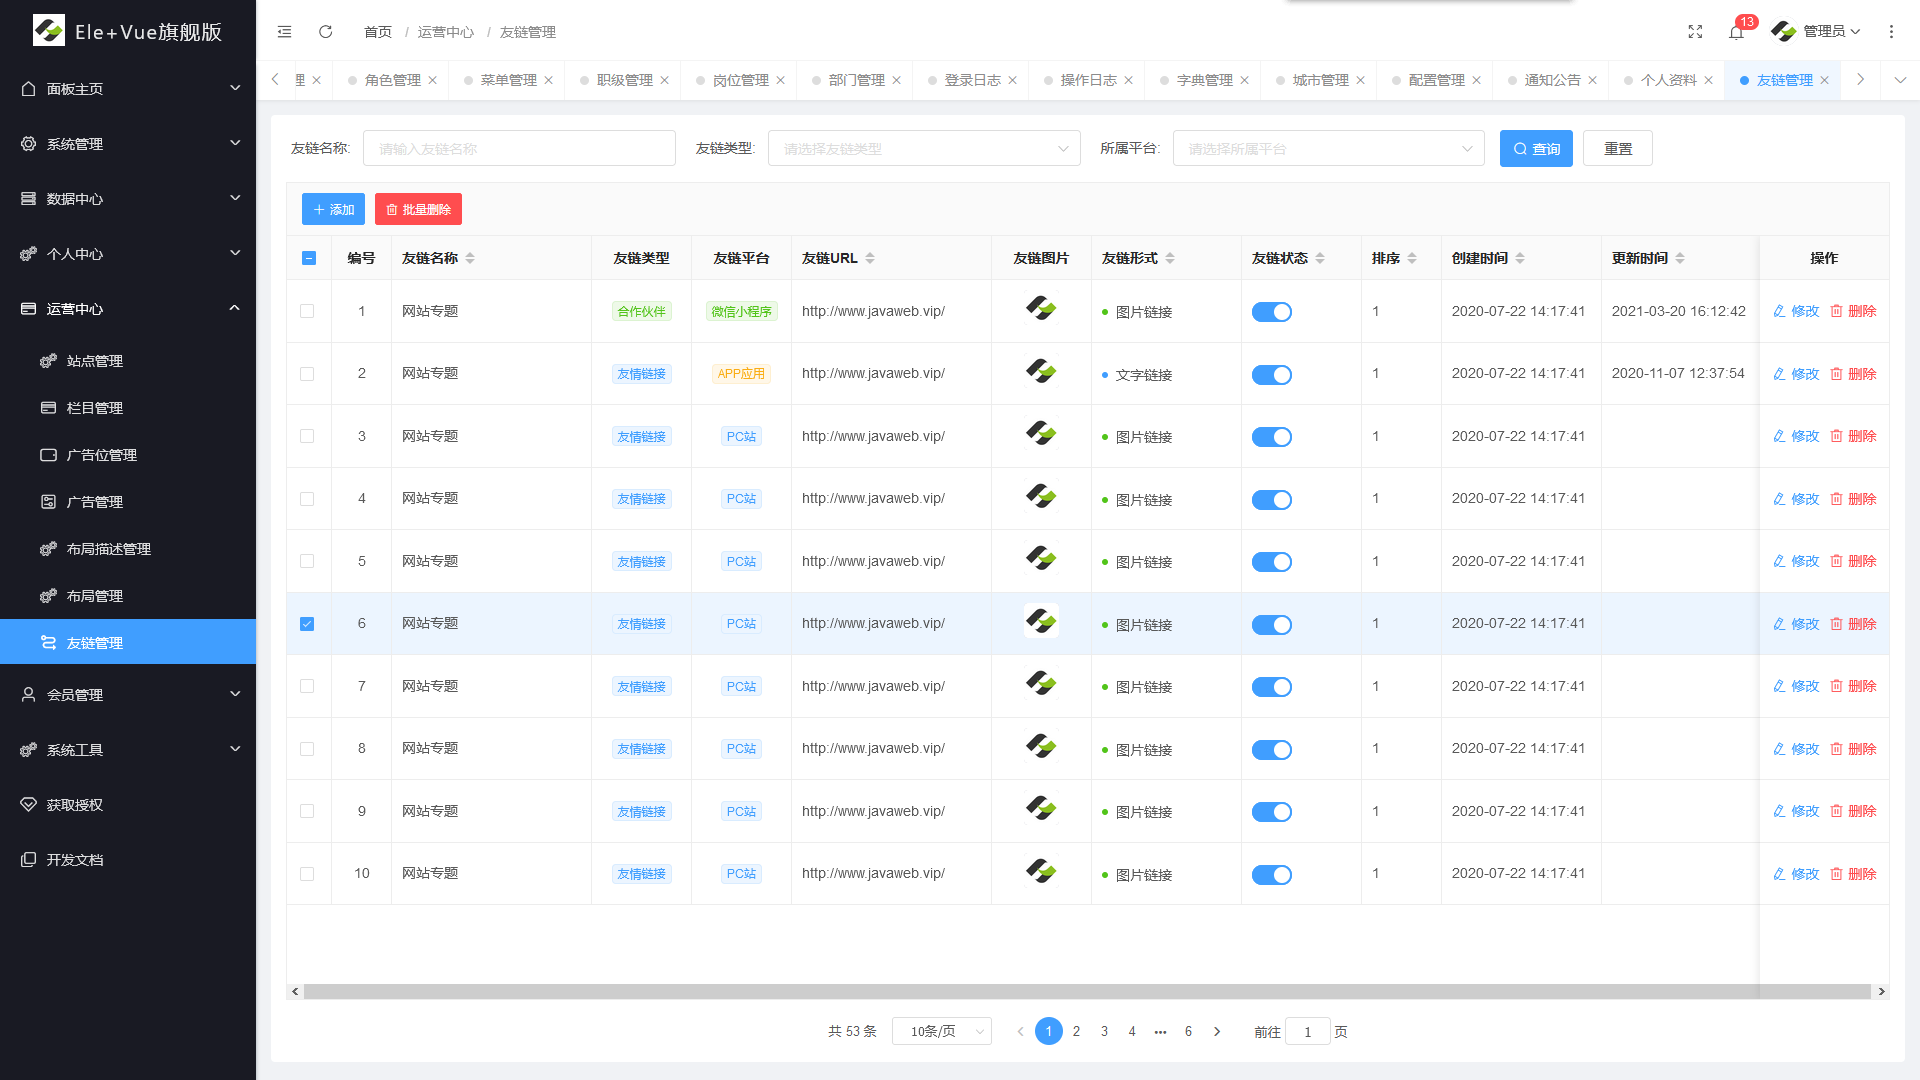 Ele+Vue旗舰版
首页 / 运营中心 / 友链管理
13
管理员
面板主页
系统管理
数据中心
个人中心
运营中心
站点管理
栏目管理
广告位管理
广告管理
布局描述管理
布局管理
友链管理
会员管理
系统工具
获取授权
开发文档
理 角色管理 菜单管理 职级管理 岗位管理 部门管理 登录日志 操作日志 字典管理 城市管理 配置管理 通知公告 个人资料 友链管理
友链名称: 请输入友链名称 友链类型: 请选择友链类型 所属平台: 请选择所属平台 查询 重置
添加 批量删除
编号 友链名称 友链类型 友链平台 友链URL 友链图片 友链形式 友链状态 排序 创建时间 更新时间 操作
1 网站专题 合作伙伴 微信小程序 http://www.javaweb.vip/ 图片链接 1 2020-07-22 14:17:41 2021-03-20 16:12:42 修改 删除
2 网站专题 友情链接 APP应用 http://www.javaweb.vip/ 文字链接 1 2020-07-22 14:17:41 2020-11-07 12:37:54 修改 删除
3 网站专题 友情链接 PC站 http://www.javaweb.vip/ 图片链接 1 2020-07-22 14:17:41 修改 删除
4 网站专题 友情链接 PC站 http://www.javaweb.vip/ 图片链接 1 2020-07-22 14:17:41 修改 删除
5 网站专题 友情链接 PC站 http://www.javaweb.vip/ 图片链接 1 2020-07-22 14:17:41 修改 删除
6 网站专题 友情链接 PC站 http://www.javaweb.vip/ 图片链接 1 2020-07-22 14:17:41 修改 删除
7 网站专题 友情链接 PC站 http://www.javaweb.vip/ 图片链接 1 2020-07-22 14:17:41 修改 删除
8 网站专题 友情链接 PC站 http://www.javaweb.vip/ 图片链接 1 2020-07-22 14:17:41 修改 删除
9 网站专题 友情链接 PC站 http://www.javaweb.vip/ 图片链接 1 2020-07-22 14:17:41 修改 删除
10 网站专题 友情链接 PC站 http://www.javaweb.vip/ 图片链接 1 2020-07-22 14:17:41 修改 删除
共 53 条 10条/页 1 2 3 4 ••• 6 前往 1 页